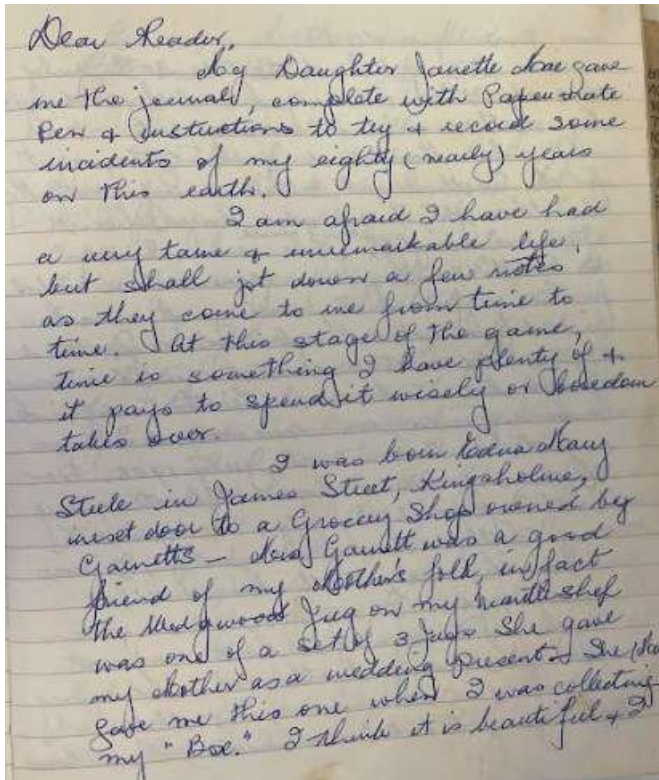 Dear Reader,
My Daughter Janette Mae gave
me the journal, complete with Papermate
Pen & instructions to try & record some
incidents of my eighty (nearly) years
on this earth.
I am afraid I have had
a very tame & unremarkable life,
but shall jot down a few notes
as they come to me from time to
time. At this stage of the game,
time is something I have plenty of &
it pays to spend it wisely or boredom
takes over.
I was born Edna Mary
Steele in James Street, Kingsholme,
next door to a Grocery Shop owned by
Garnetts — Mrs Garnett was a good
friend of my Mother's folk, in fact
the Wedgwood Jug on my mantleshelf
was one of a set of 3 jugs She gave
my Mother as a wedding present. She
gave me this one when I was collecting
my "Box." I think it is beautiful & I